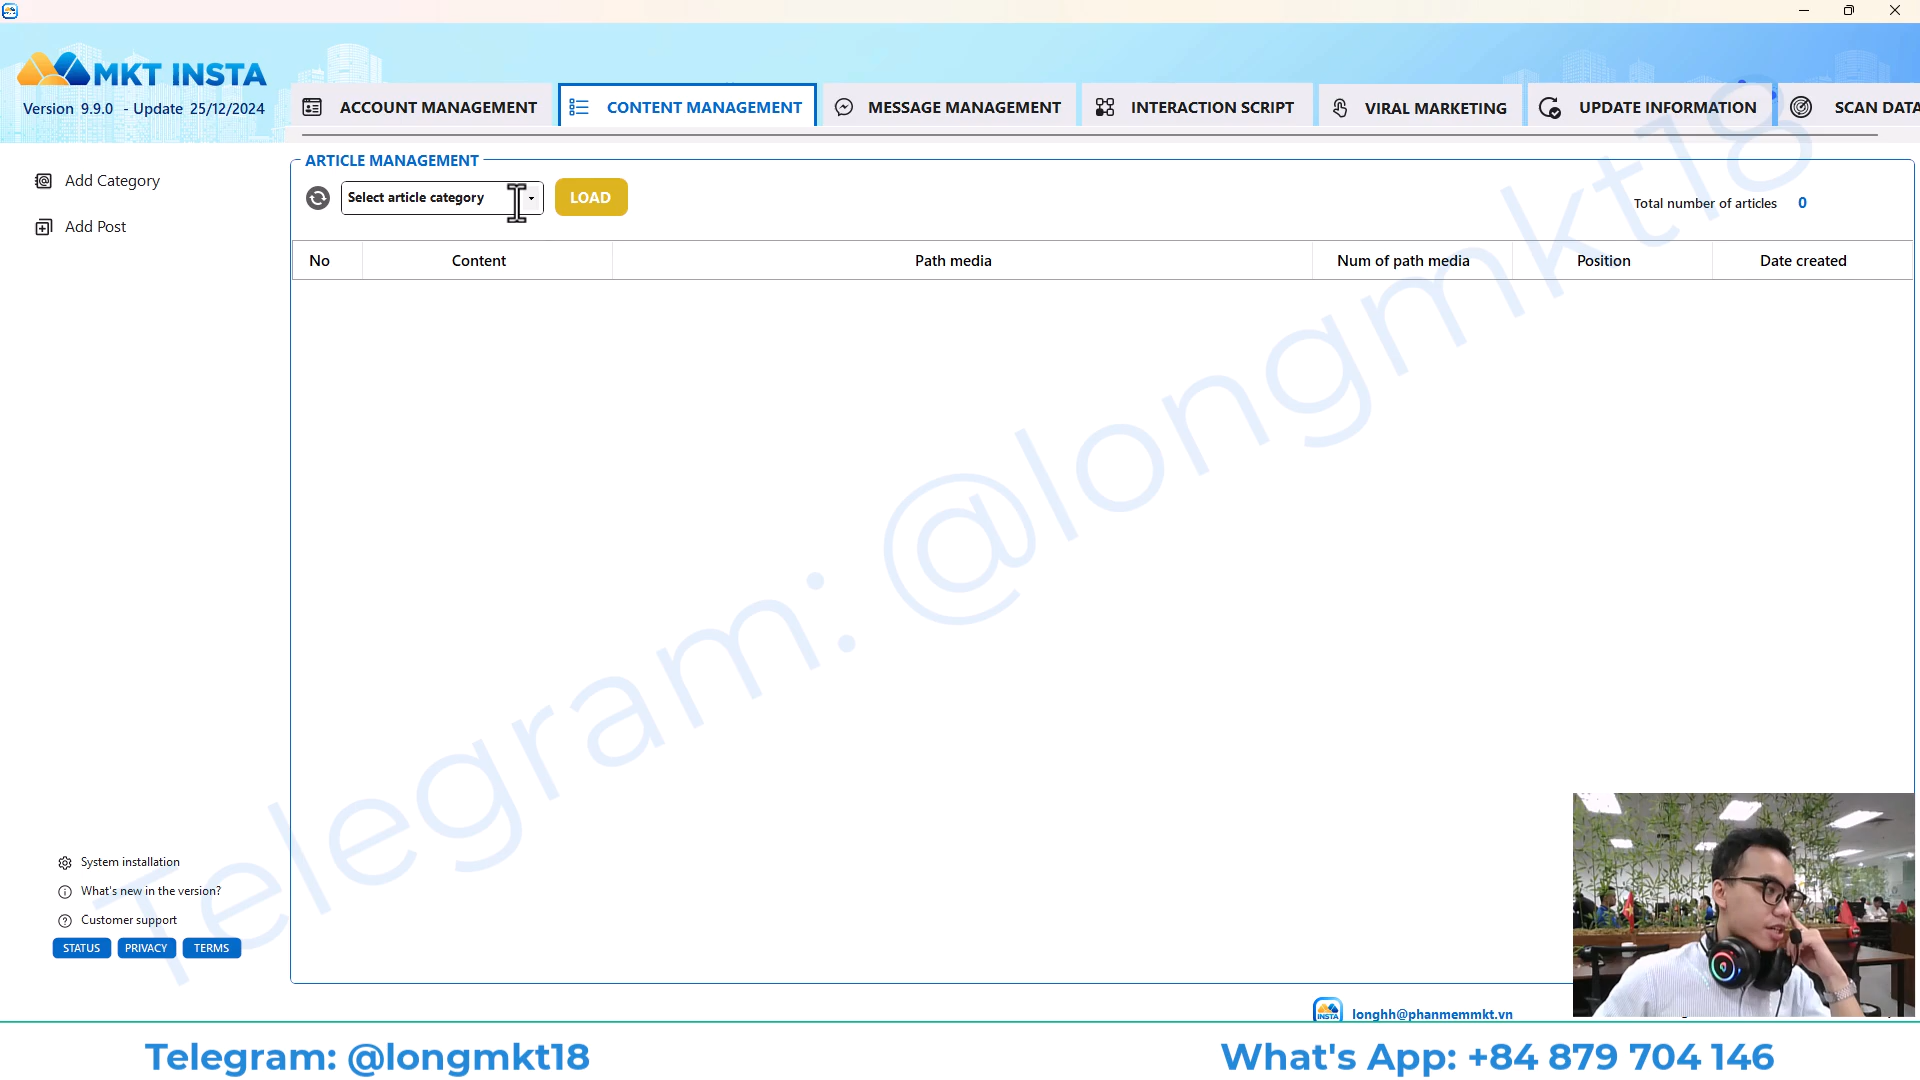 MKT INSTA
Version 9.9.0 - Update 25/12/2024
ACCOUNT MANAGEMENT
CONTENT MANAGEMENT
MESSAGE MANAGEMENT
INTERACTION SCRIPT
VIRAL MARKETING
UPDATE INFORMATION
SCAN DATA
Add Category
Add Post
ARTICLE MANAGEMENT
Select article category
LOAD
Total number of articles 0
No
Content
Path media
Num of path media
Position
Date created
Telegram: @longmkt18
System installation
What's new in the version?
Customer support
STATUS
PRIVACY
TERMS
INSTA
longhh@phanmemmkt.vn
Telegram: @longmkt18
What's App: +84 879 704 146